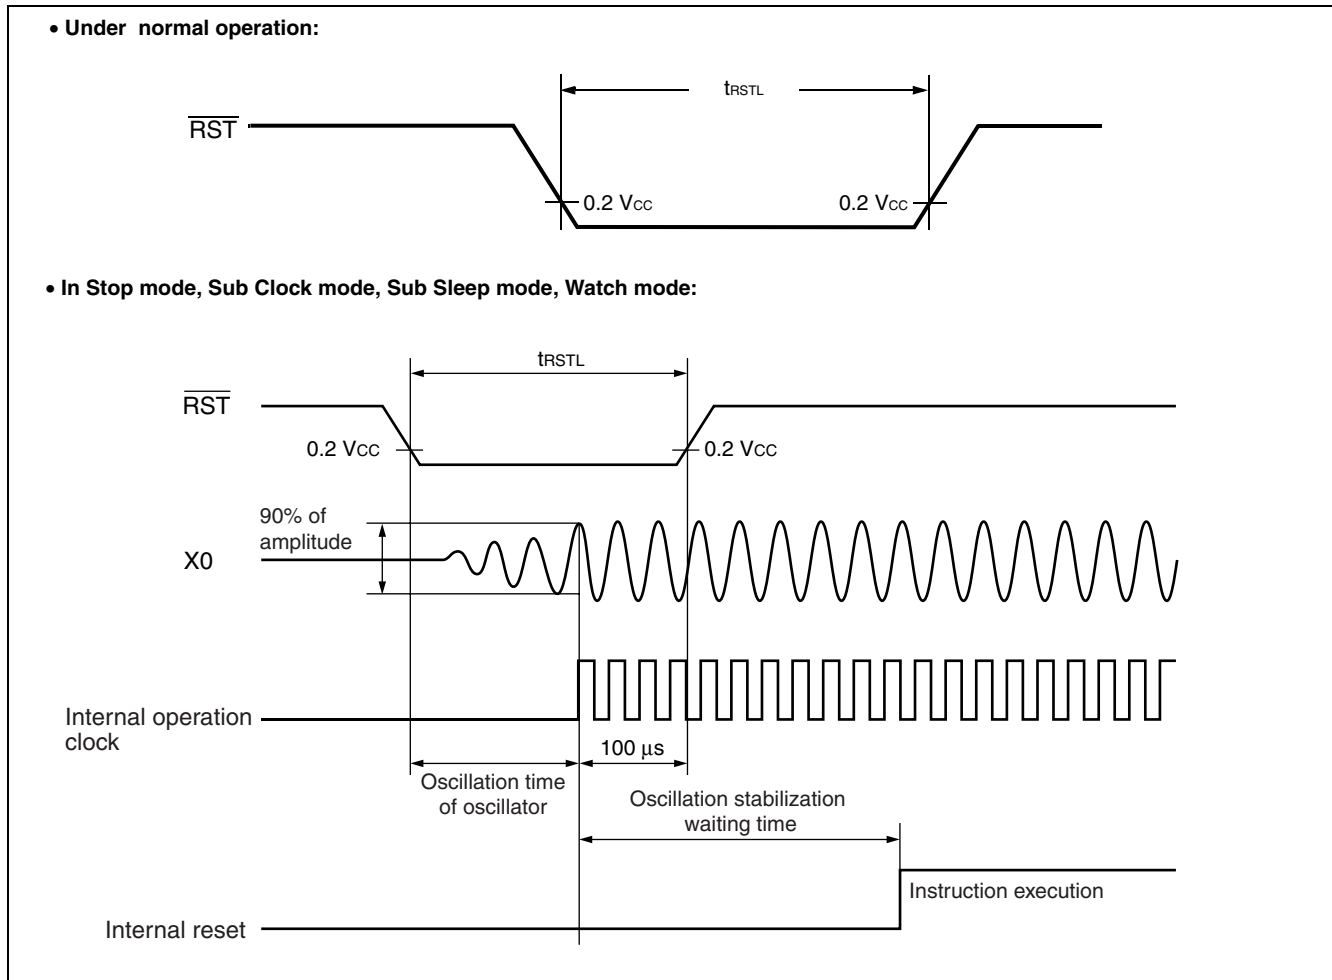 • Under normal operation:
tRSTL
RST
0.2 VCC
0.2 VCC
• In Stop mode, Sub Clock mode, Sub Sleep mode, Watch mode:
tRSTL
RST
0.2 VCC
0.2 VCC
90% of
amplitude
X0
Internal operation
clock
100 μs
Oscillation time
of oscillator
Oscillation stabilization
waiting time
Instruction execution
Internal reset